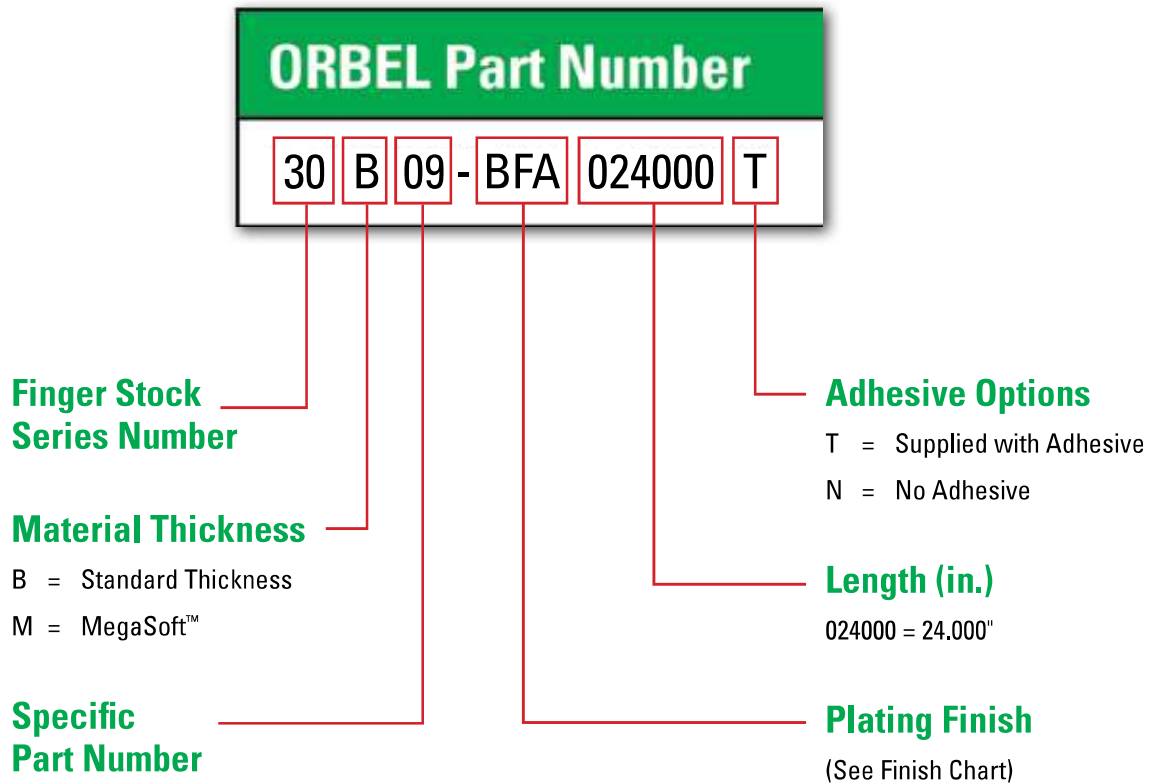 ORBEL Part Number
30 B 09 - BFA 024000 T
Finger Stock
Series Number
Material Thickness
B = Standard Thickness
M = MegaSoft™
Specific
Part Number
Adhesive Options
T = Supplied with Adhesive
N = No Adhesive
Length (in.)
024000 = 24.000"
Plating Finish
(See Finish Chart)